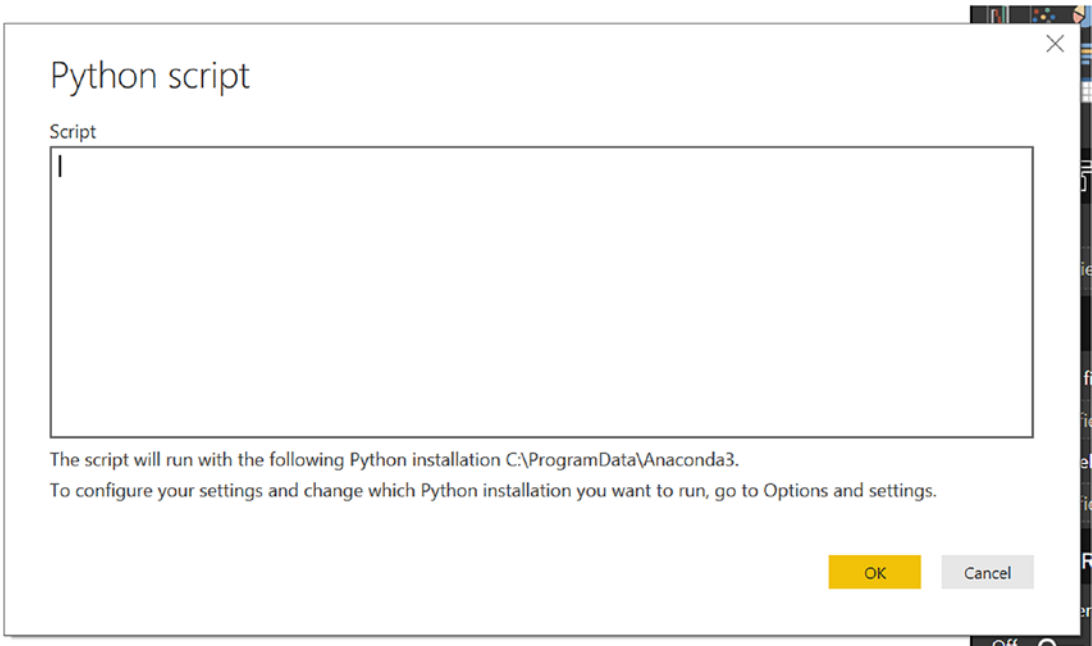 Python script
Script
The script will run with the following Python installation C:\ProgramData\Anaconda3.
To configure your settings and change which Python installation you want to run, go to Options and settings.
OK
Cancel
Off